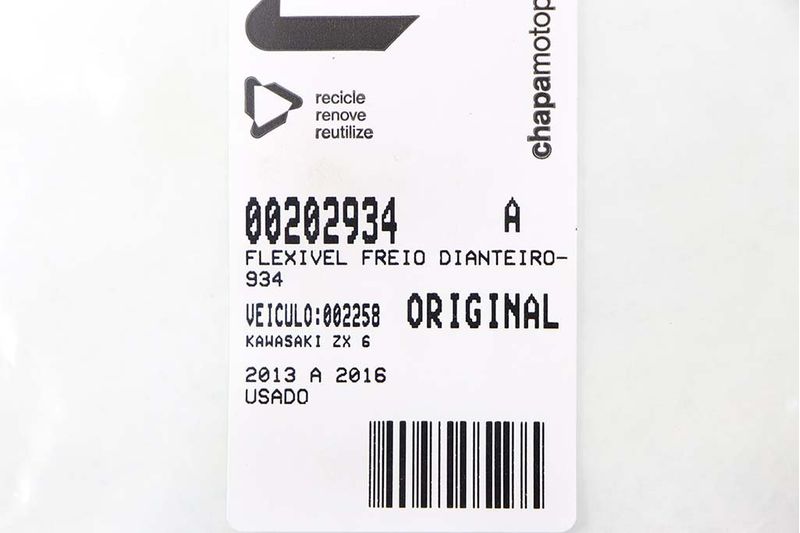 recicle
renove
reutilize
chapamotop
00202934 A
FLEXIVEL FREIO DIANTEIRO-
934
VEICULO:002258 ORIGINAL
KAWASAKI ZX 6
2013 A 2016
USADO